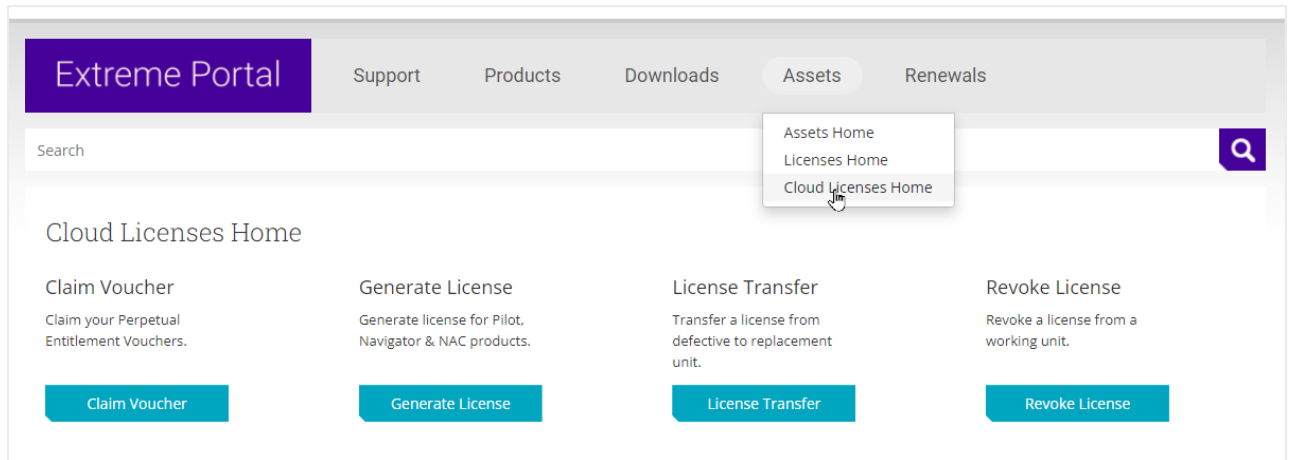 Extreme Portal
Support
Products
Downloads
Assets
Renewals
Assets Home
Licenses Home
Cloud Licenses Home
Search
Cloud Licenses Home
Claim Voucher
Claim your Perpetual
Entitlement Vouchers.
Claim Voucher
Generate License
Generate license for Pilot,
Navigator & NAC products.
Generate License
License Transfer
Transfer a license from
defective to replacement
unit.
License Transfer
Revoke License
Revoke a license from a
working unit.
Revoke License